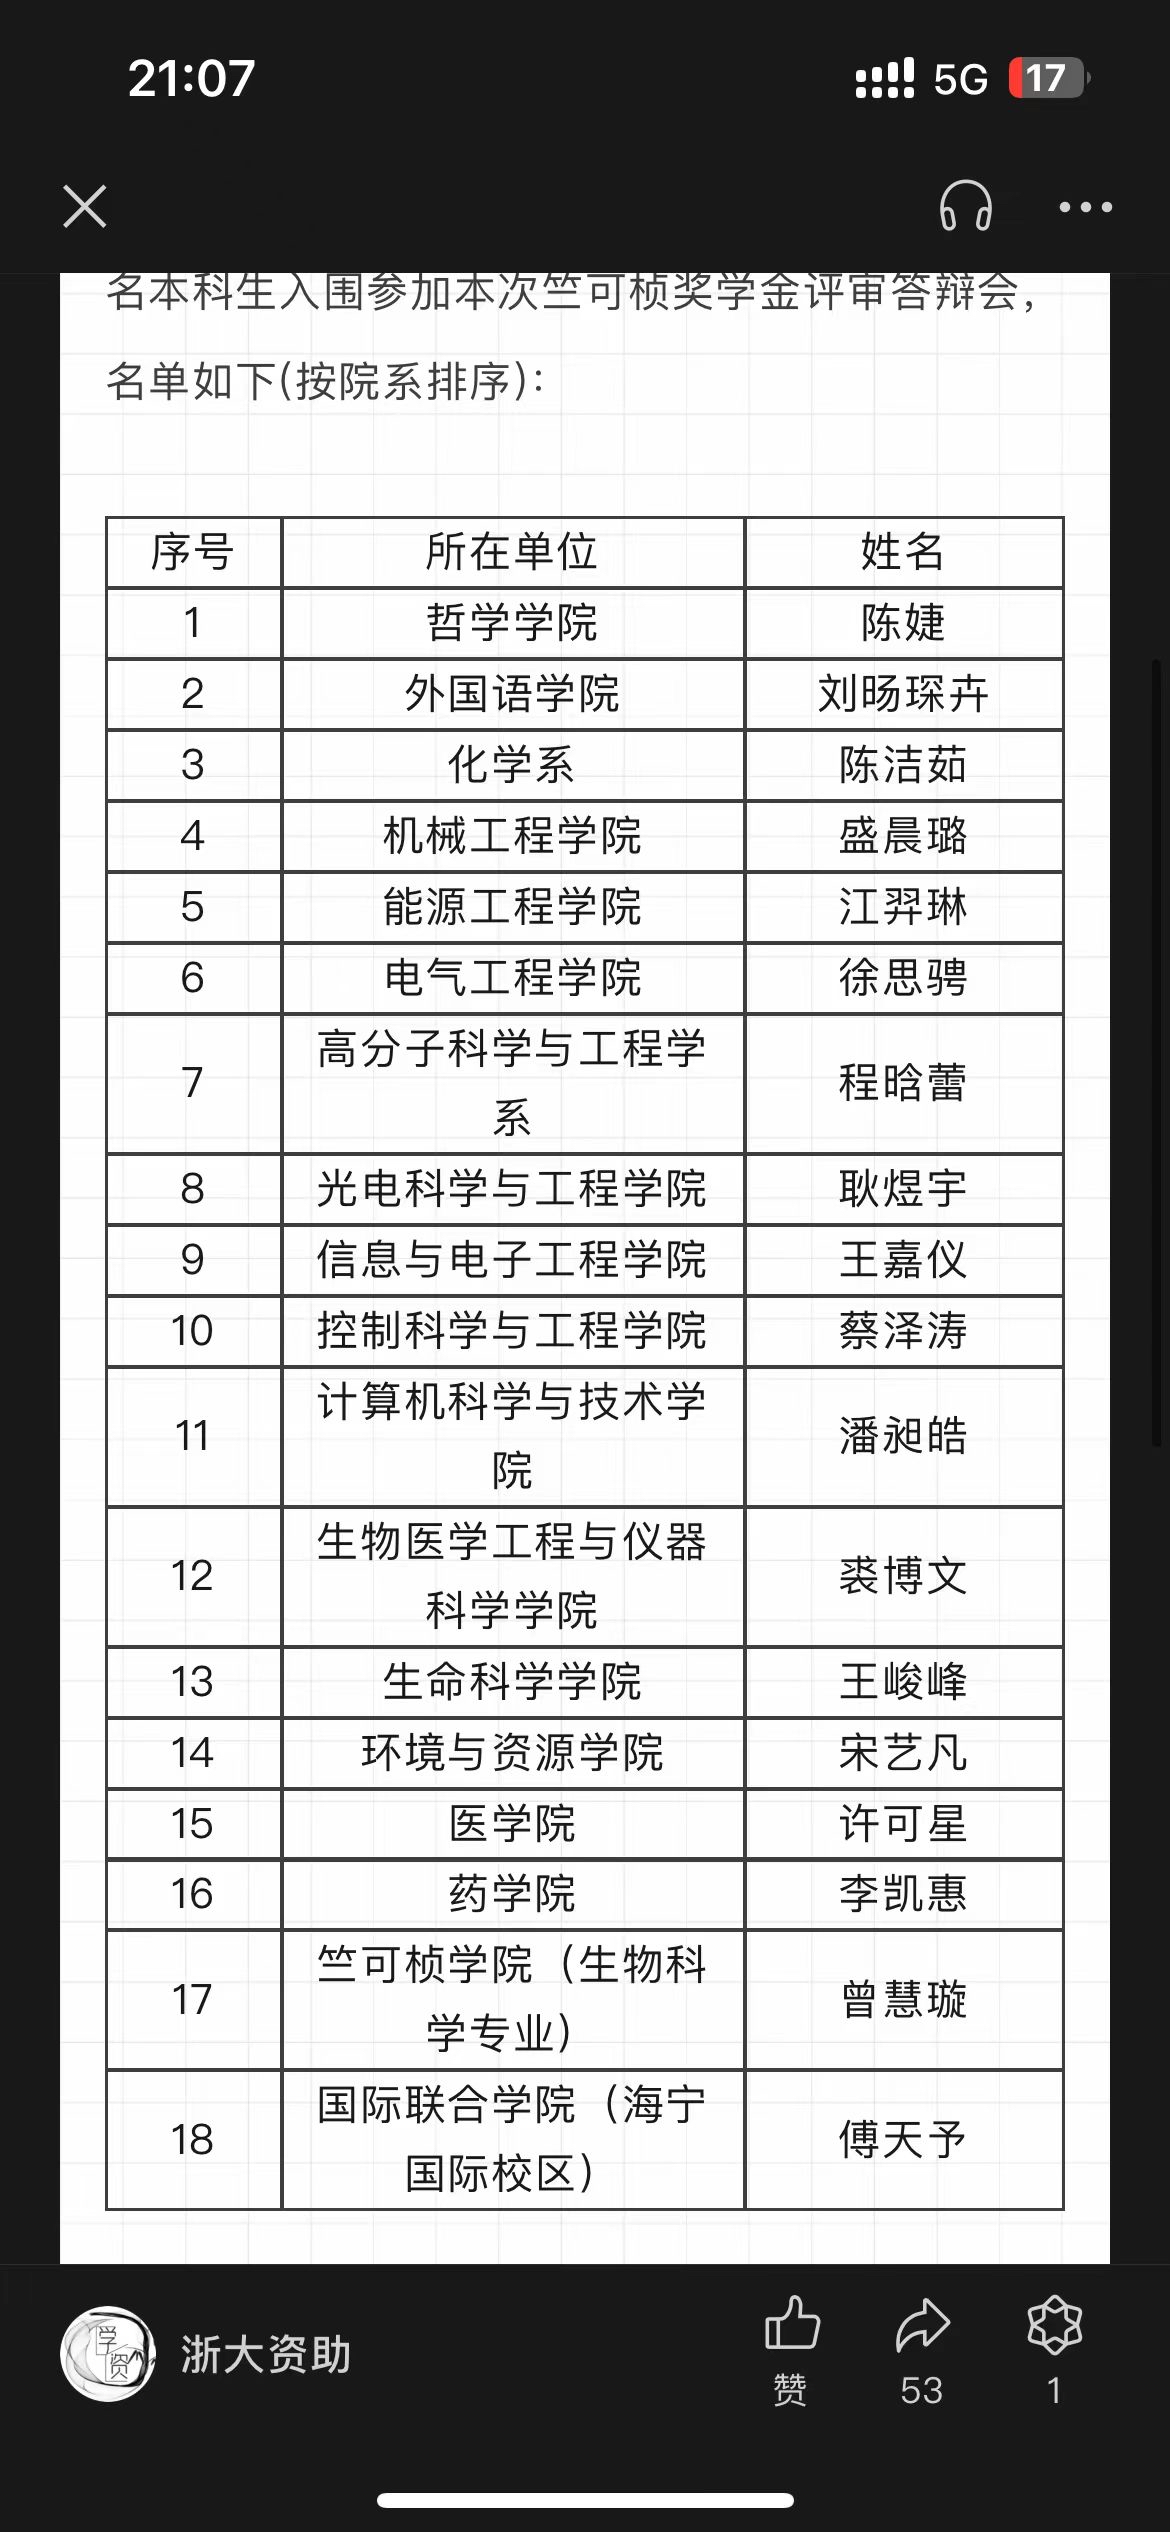 21:07 5G 17
名本科生入围参加本次竺可桢奖学金评审答辩会，
名单如下(按院系排序)：
序号 所在单位 姓名
1 哲学学院 陈婕
2 外国语学院 刘旸琛卉
3 化学系 陈洁茹
4 机械工程学院 盛晨璐
5 能源工程学院 江羿琳
6 电气工程学院 徐思骋
7 高分子科学与工程学
系 程晗蕾
8 光电科学与工程学院 耿煜宇
9 信息与电子工程学院 王嘉仪
10 控制科学与工程学院 蔡泽涛
11 计算机科学与技术学
院 潘昶皓
12 生物医学工程与仪器
科学学院 裘博文
13 生命科学学院 王峻峰
14 环境与资源学院 宋艺凡
15 医学院 许可星
16 药学院 李凯惠
17 竺可桢学院（生物科
学专业） 曾慧璇
18 国际联合学院（海宁
国际校区） 傅天予
学
资
浙大资助
赞 53 1